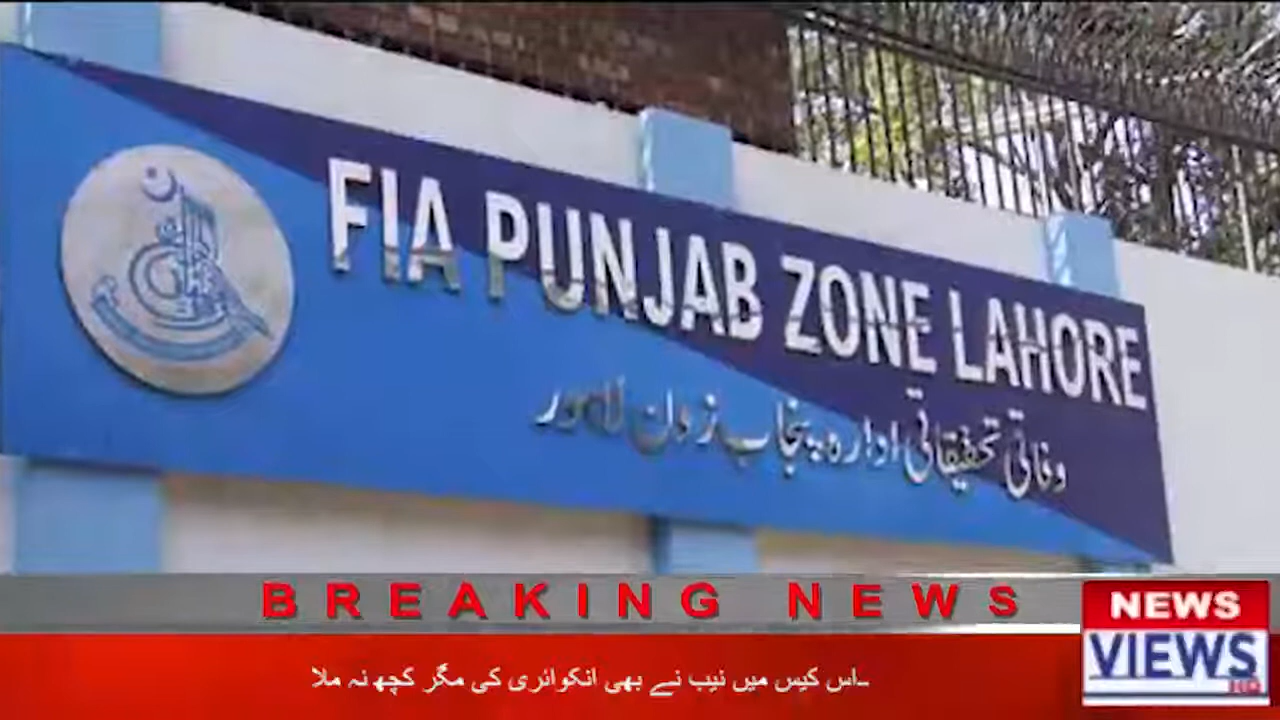 FIA PUNJAB ZONE LAHORE
وفاقی تحقیقاتی ادارہ پنجاب زون لاہور
BREAKING NEWS
NEWS
VIEWS
HD
۔اس کیس میں نیب نے بھی انکوائری کی مگر کچھ نہ ملا